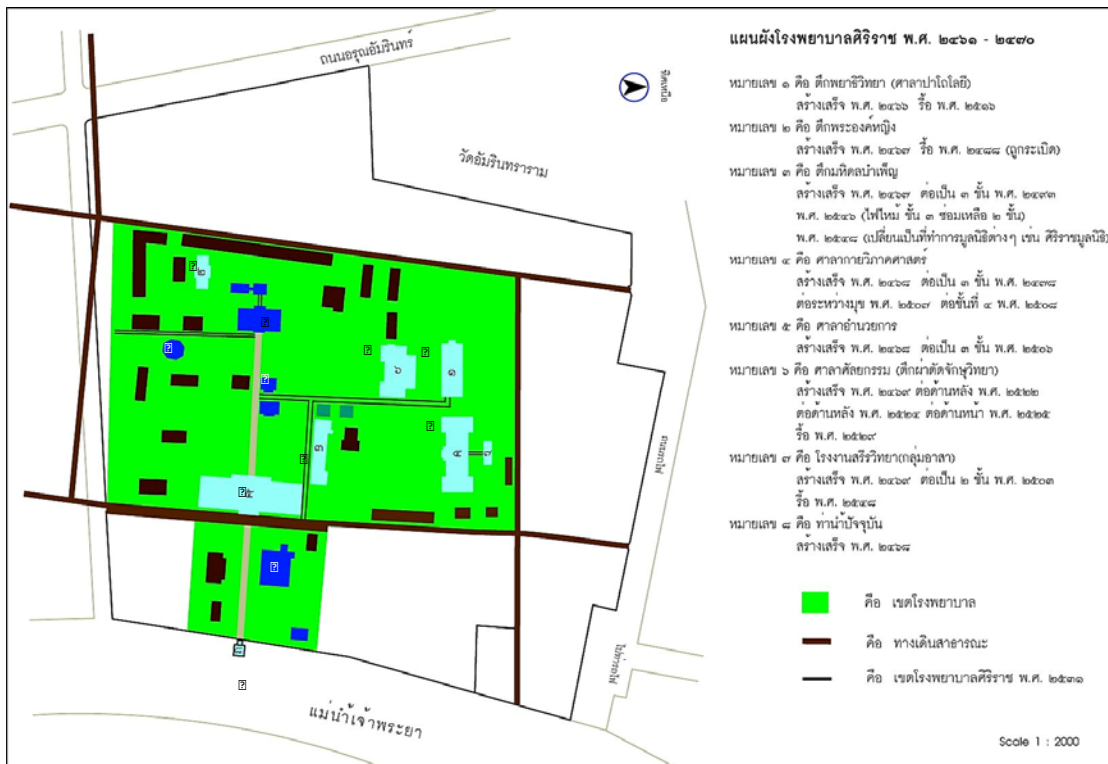 แผนผังโรงพยาบาลศิริราช พ.ศ. ๒๔๖๑ - ๒๔๗๐
หมายเลข ๑ คือ ตึกพยาธิวิทยา (ศาลาปาโถโลยี)
สร้างเสร็จ พ.ศ. ๒๔๖๖ รื้อ พ.ศ. ๒๕๑๖
หมายเลข ๒ คือ ตึกพระองค์หญิง
สร้างเสร็จ พ.ศ. ๒๔๖๗ รื้อ พ.ศ. ๒๔๘๘ (ถูกระเบิด)
หมายเลข ๓ คือ ตึกมหิดลบำเพ็ญ
สร้างเสร็จ พ.ศ. ๒๔๖๗ ต่อเป็น ๓ ชั้น พ.ศ. ๒๔๙๓
พ.ศ. ๒๕๔๖ (ไฟไหม้ ชั้น ๓ ซ่อมเหลือ ๒ ชั้น)
พ.ศ. ๒๕๔๘ (เปลี่ยนเป็นที่ทำการมูลนิธิต่างๆ เช่น ศิริราชมูลนิธิ)
หมายเลข ๔ คือ ศาลากายวิภาคศาสตร์
สร้างเสร็จ พ.ศ. ๒๔๖๘ ต่อเป็น ๓ ชั้น พ.ศ. ๒๔๗๘
ต่อระหว่างมุข พ.ศ. ๒๕๐๗ ต่อชั้นที่ ๔ พ.ศ. ๒๕๐๘
หมายเลข ๕ คือ ศาลาอำนวยการ
สร้างเสร็จ พ.ศ. ๒๔๖๘ ต่อเป็น ๓ ชั้น พ.ศ. ๒๕๐๖
หมายเลข ๖ คือ ศาลาศัลยกรรม (ตึกผ่าตัดจักษุวิทยา)
สร้างเสร็จ พ.ศ. ๒๔๖๙ ต่อด้านหลัง พ.ศ. ๒๕๒๒
ต่อด้านหลัง พ.ศ. ๒๕๒๔ ต่อด้านหน้า พ.ศ. ๒๕๒๕
รื้อ พ.ศ. ๒๕๒๙
หมายเลข ๗ คือ โรงงานสรีรวิทยา(กลุ่มอาสา)
สร้างเสร็จ พ.ศ. ๒๔๖๙ ต่อเป็น ๒ ชั้น พ.ศ. ๒๕๐๓
รื้อ พ.ศ. ๒๕๔๘
หมายเลข ๘ คือ ท่าน้ำปัจจุบัน
สร้างเสร็จ พ.ศ. ๒๔๖๘
คือ เขตโรงพยาบาล
คือ ทางเดินสาธารณะ
คือ เขตโรงพยาบาลศิริราช พ.ศ. ๒๕๓๑
Scale 1 : 2000
ถนนอรุณอัมรินทร์
ทิศเหนือ
วัดอัมรินทราราม
๒
๖
๑
๓
๔
๗
๕
๘
ถนนรถไฟ
แม่น้ำเจ้าพระยา